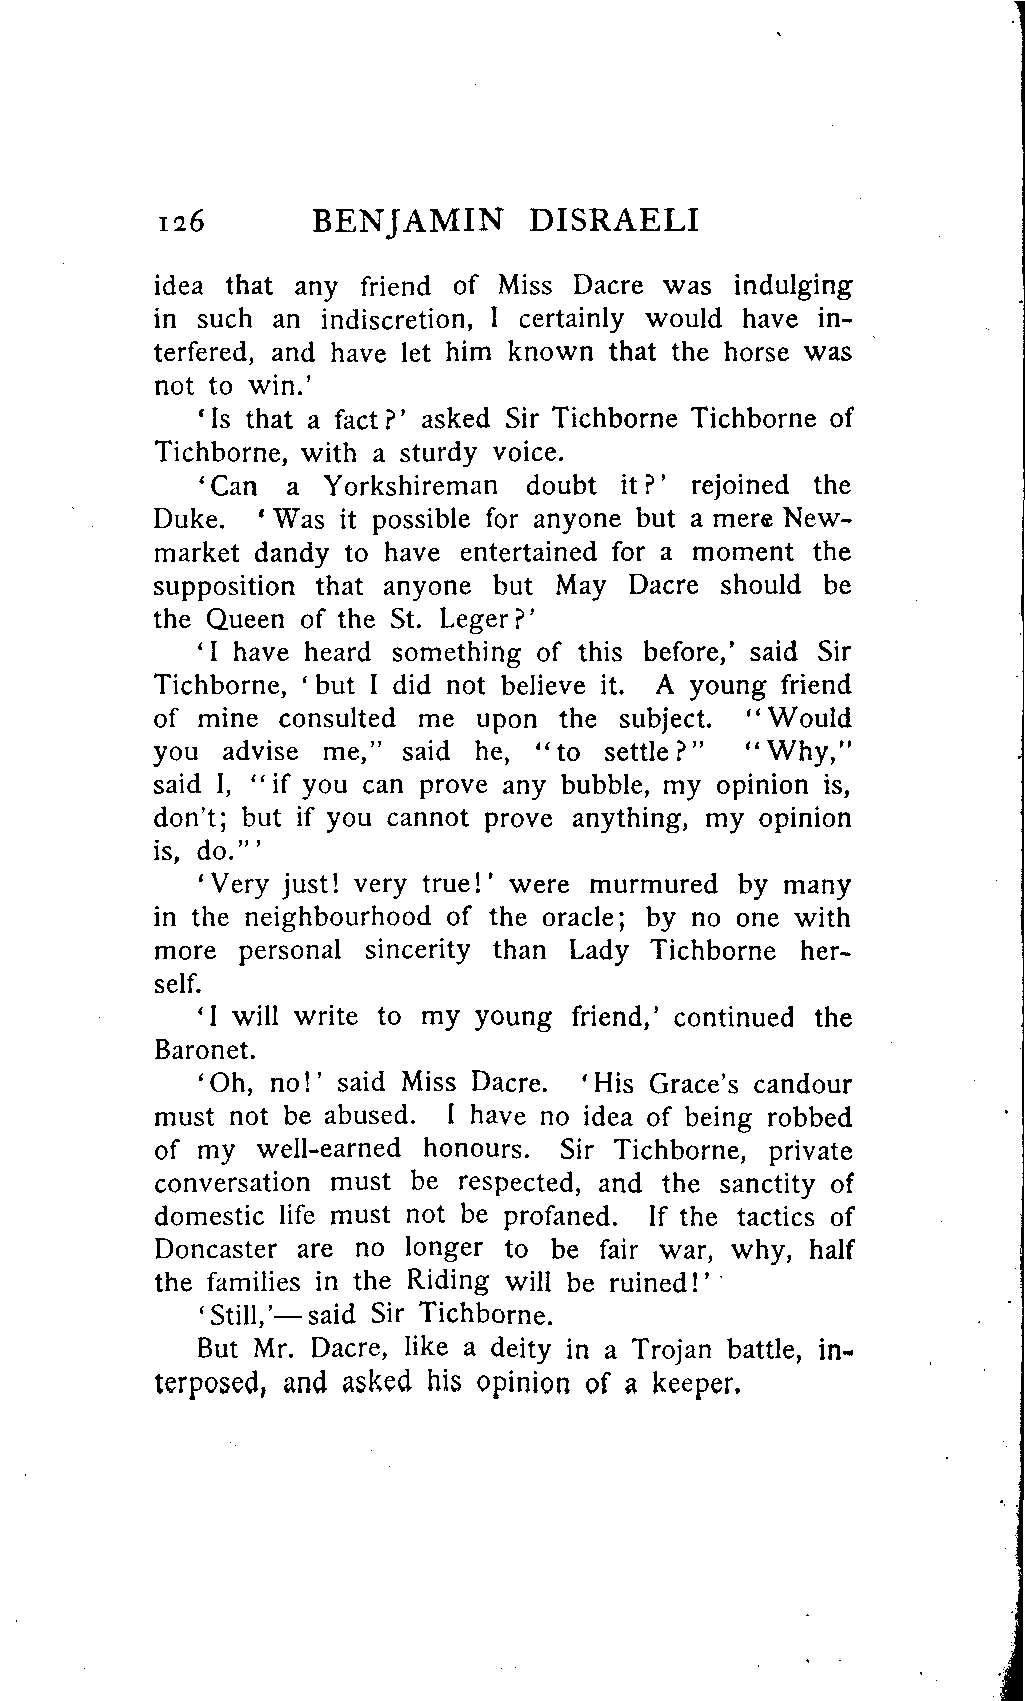 126 BENJAMIN DISRAELI
idea that any friend of Miss Dacre was indulging
in such an indiscretion, I certainly would have in-
terfered, and have let him known that the horse was
not to win.'
'Is that a fact?' asked Sir Tichborne Tichborne of
Tichborne, with a sturdy voice.
'Can a Yorkshireman doubt it?' rejoined the
Duke. 'Was it possible for anyone but a mere New-
market dandy to have entertained for a moment the
supposition that anyone but May Dacre should be
the Queen of the St. Leger?'
'I have heard something of this before,' said Sir
Tichborne, 'but I did not believe it. A young friend
of mine consulted me upon the subject. "Would
you advise me," said he, "to settle?" "Why,"
said I, "if you can prove any bubble, my opinion is,
don't; but if you cannot prove anything, my opinion
is, do."'
'Very just! very true!' were murmured by many
in the neighbourhood of the oracle; by no one with
more personal sincerity than Lady Tichborne her-
self.
'I will write to my young friend,' continued the
Baronet.
'Oh, no!' said Miss Dacre. 'His Grace's candour
must not be abused. I have no idea of being robbed
of my well-earned honours. Sir Tichborne, private
conversation must be respected, and the sanctity of
domestic life must not be profaned. If the tactics of
Doncaster are no longer to be fair war, why, half
the families in the Riding will be ruined!'
'Still,'—said Sir Tichborne.
But Mr. Dacre, like a deity in a Trojan battle, in-
terposed, and asked his opinion of a keeper.